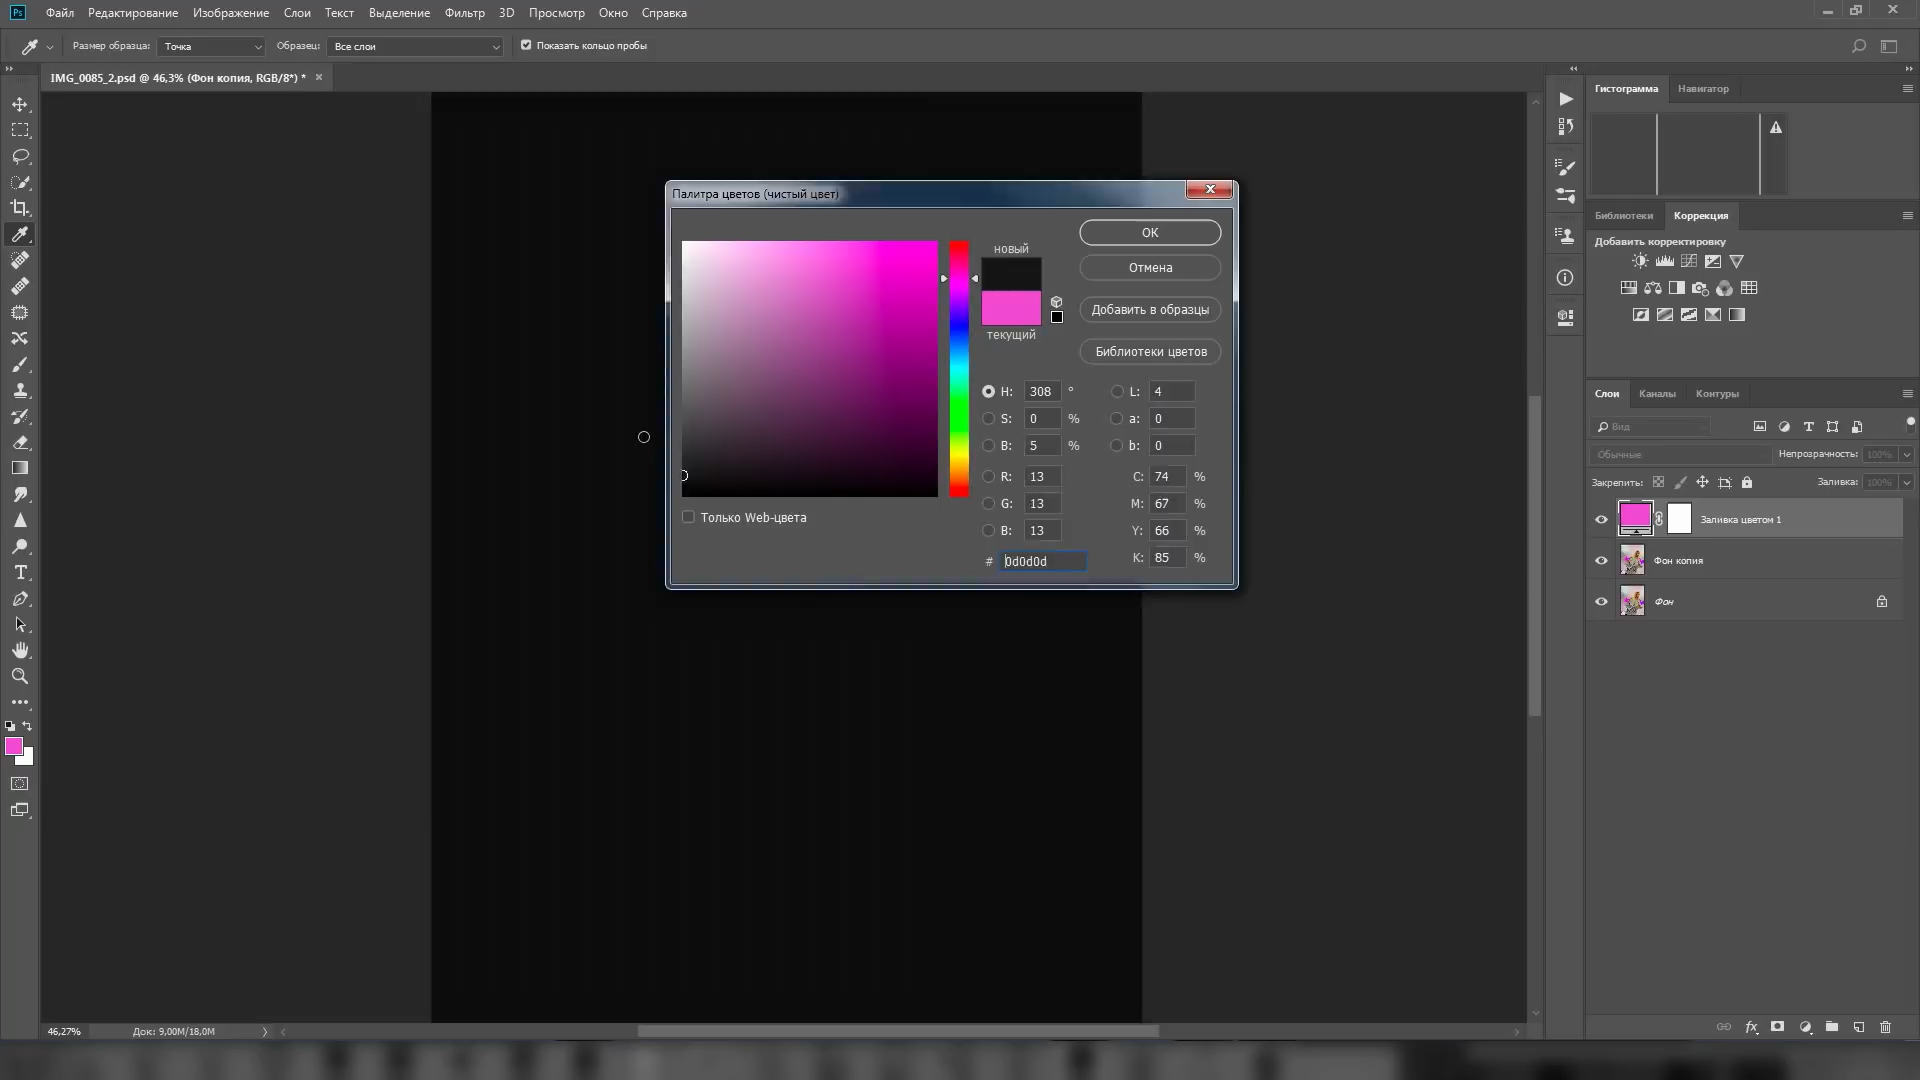 Ps Файл Редактирование Изображение Слои Текст Выделение Фильтр 3D Просмотр Окно Справка
Размер образца: Точка Образец: Все слои Показать кольцо пробы
IMG_0085_2.psd @ 46,3% (Фон копия, RGB/8*) * ×
Гистограмма Навигатор
Библиотеки Коррекция
Добавить корректировку
Палитра цветов (чистый цвет)
новый
текущий
ОК
Отмена
Добавить в образцы
Библиотеки цветов
H: 308 ° L: 4
S: 0 % a: 0
B: 5 % b: 0
R: 13 C: 74 %
G: 13 M: 67 %
B: 13 Y: 66 %
# 0d0d0d K: 85 %
Только Web-цвета
Слои Каналы Контуры
Вид
Обычные Непрозрачность: 100%
Закрепить: Заливка: 100%
Заливка цветом 1
Фон копия
Фон
46,27% Док: 9,00M/18,0M